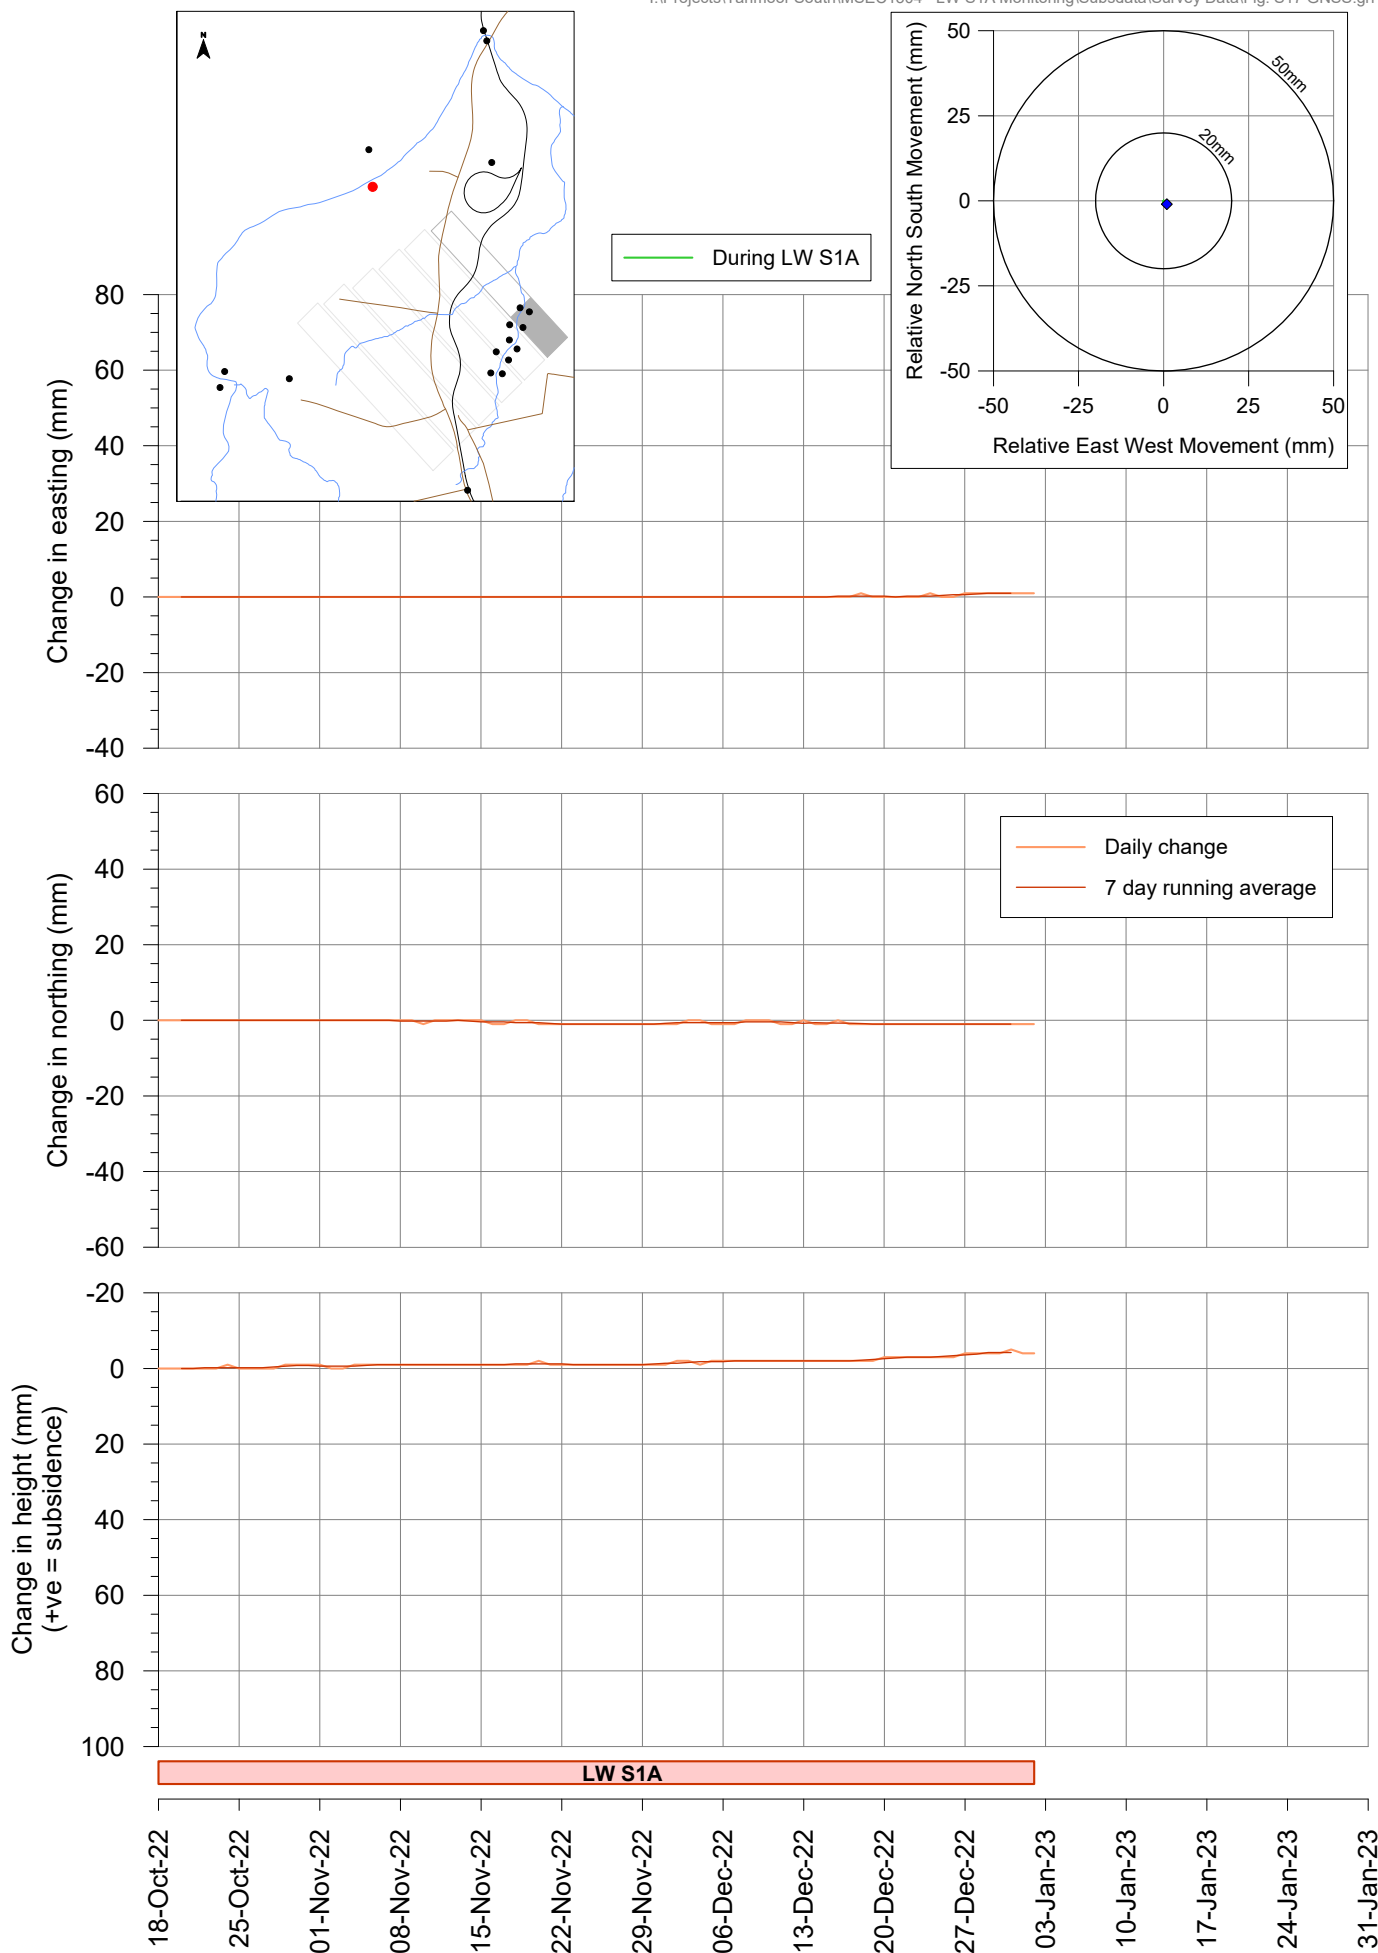 N
50mm
20mm
50
25
0
-25
-50
Relative North South Movement (mm)
-50 -25 0 25 50
Relative East West Movement (mm)
During LW S1A
80
60
40
20
0
-20
-40
Change in easting (mm)
60
40
20
0
-20
-40
-60
Change in northing (mm)
Daily change
7 day running average
-20
0
20
40
60
80
100
Change in height (mm)
(+ve = subsidence)
LW S1A
18-Oct-22
25-Oct-22
01-Nov-22
08-Nov-22
15-Nov-22
22-Nov-22
29-Nov-22
06-Dec-22
13-Dec-22
20-Dec-22
27-Dec-22
03-Jan-23
10-Jan-23
17-Jan-23
24-Jan-23
31-Jan-23